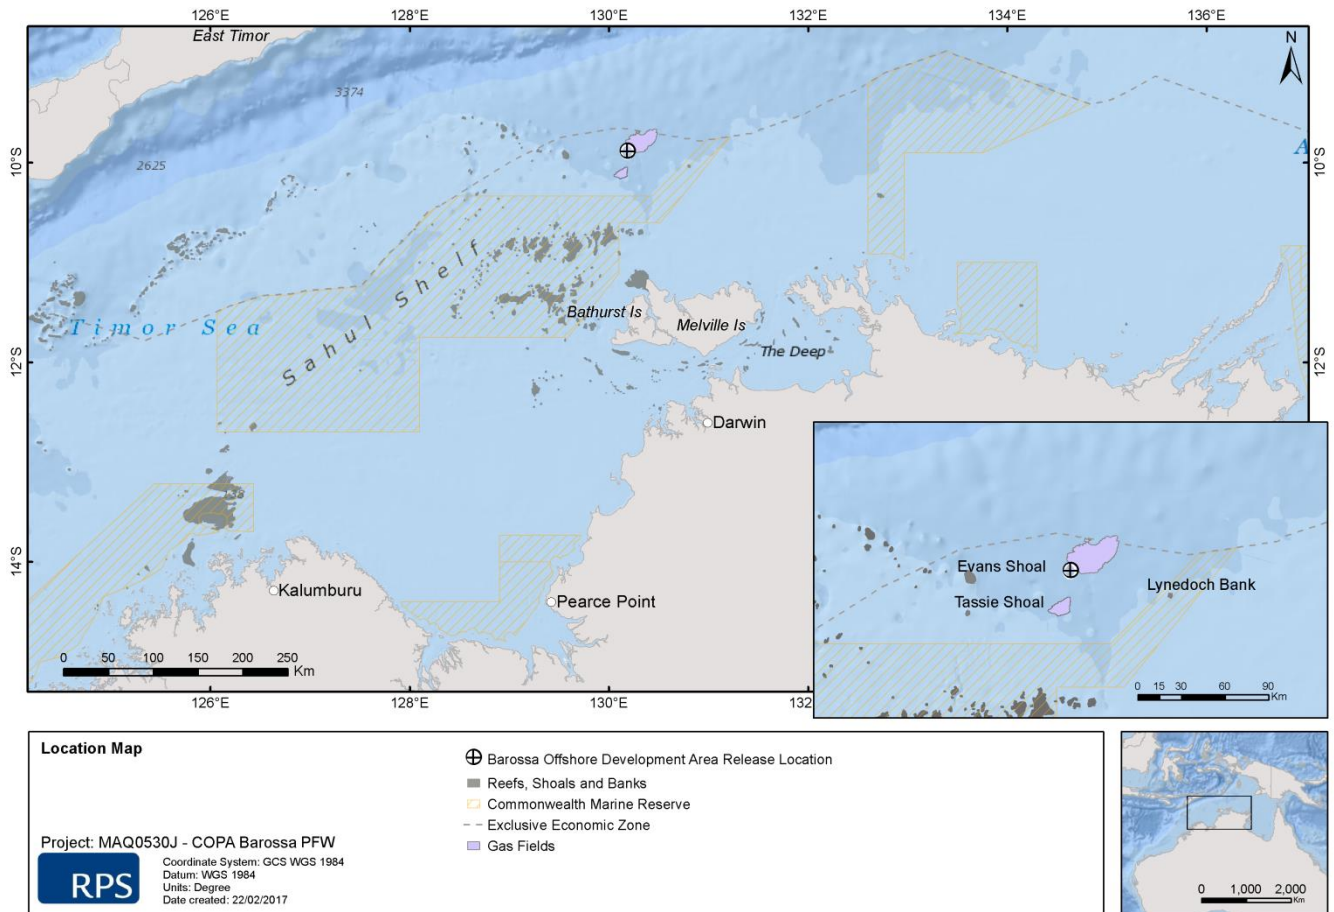 126°E 128°E 130°E 132°E 134°E 136°E
East Timor
N
3374
2625
10°S 10°S
A
Sahul Shelf
Timor Sea
Bathurst Is
Melville Is
The Deep
12°S 12°S
Darwin
138
14°S
Kalumburu
Pearce Point
0 50 100 150 200 250
Km
126°E 128°E 130°E 132°
Evans Shoal
Tassie Shoal
Lynedoch Bank
0 15 30 60 90
Km
Location Map
Barossa Offshore Development Area Release Location
Reefs, Shoals and Banks
Commonwealth Marine Reserve
Exclusive Economic Zone
Gas Fields
Project: MAQ0530J - COPA Barossa PFW
RPS
Coordinate System: GCS WGS 1984
Datum: WGS 1984
Units: Degree
Date created: 22/02/2017
0 1,000 2,000
Km